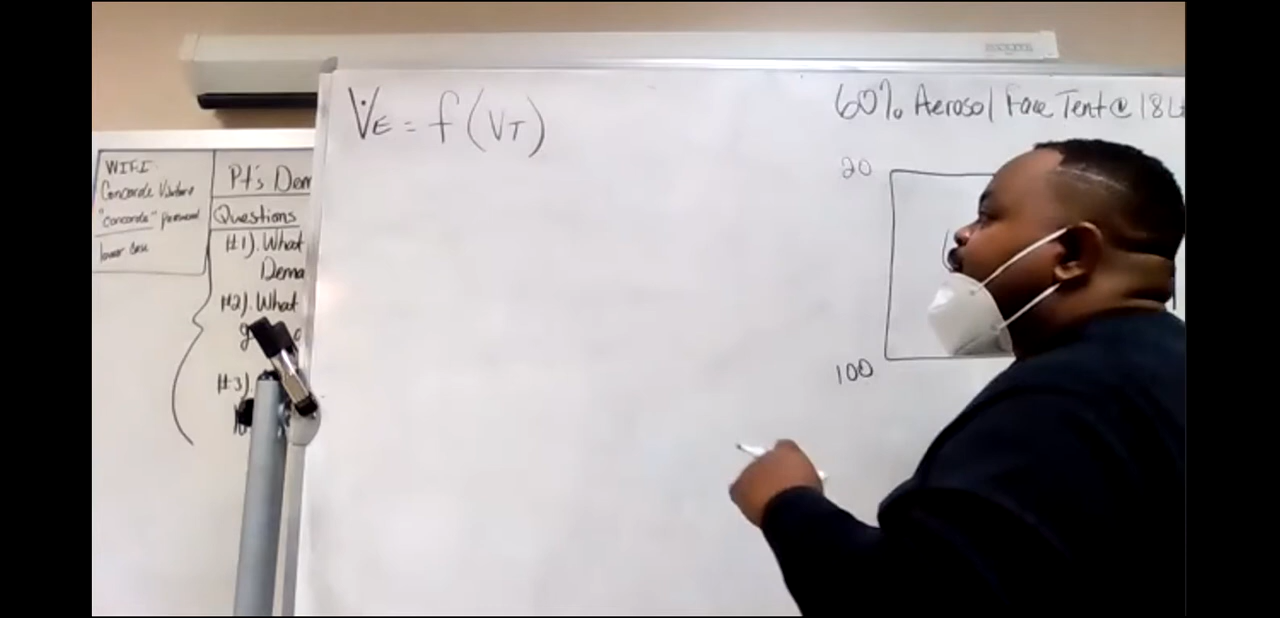 WIFI:
Concorde Visitors
"concorde" password
lower case
Pt's Dem
Questions
#1). What
Dema
#2). What
#3).
V̇E = f(VT)
60% Aerosol Face Tent @ 18 L
20
100